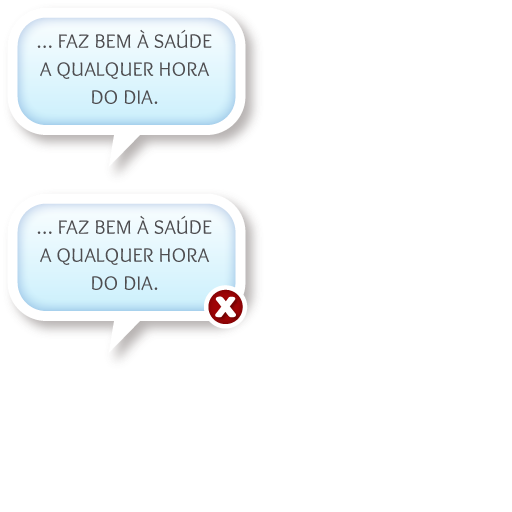 ... FAZ BEM À SAÚDE
A QUALQUER HORA
DO DIA.
... FAZ BEM À SAÚDE
A QUALQUER HORA
DO DIA.